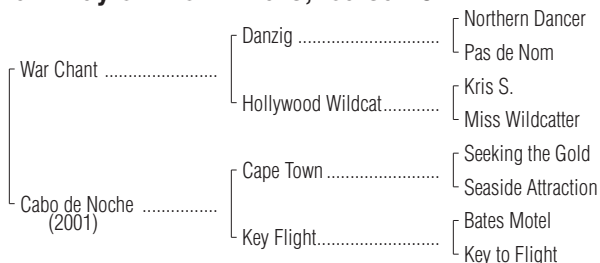 Northern Dancer
Danzig ..............................
Pas de Nom
War Chant ........................
Kris S.
Hollywood Wildcat............
Miss Wildcatter
Seeking the Gold
Cape Town ........................
Seaside Attraction
Cabo de Noche ................
(2001)
Bates Motel
Key Flight..........................
Key to Flight